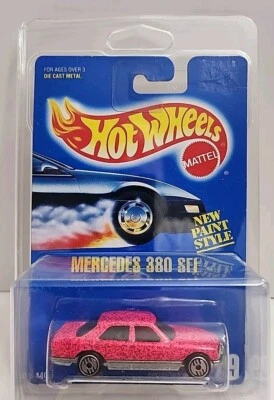 FOR AGES OVER 3
DIE CAST METAL
HOT WHEELS
MATTEL
NEW
PAINT
STYLE
MERCEDES 380 SEL